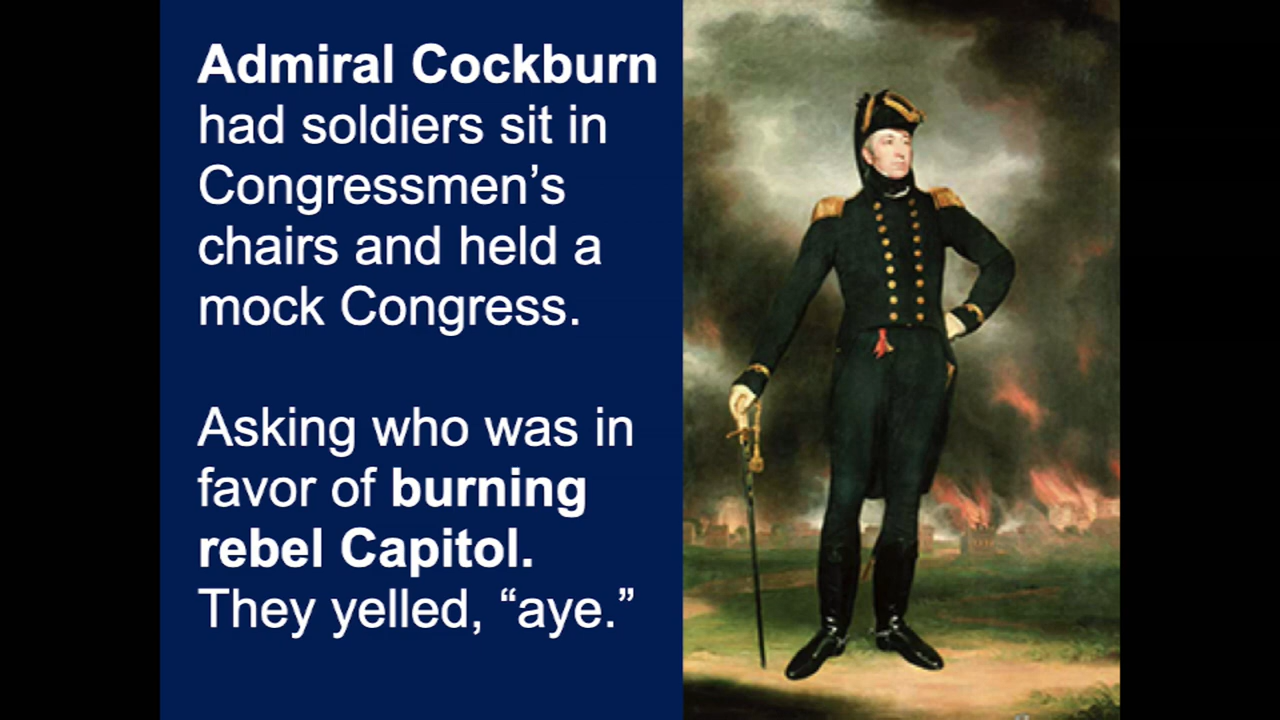 Admiral Cockburn
had soldiers sit in
Congressmen’s
chairs and held a
mock Congress.
Asking who was in
favor of burning
rebel Capitol.
They yelled, “aye.”